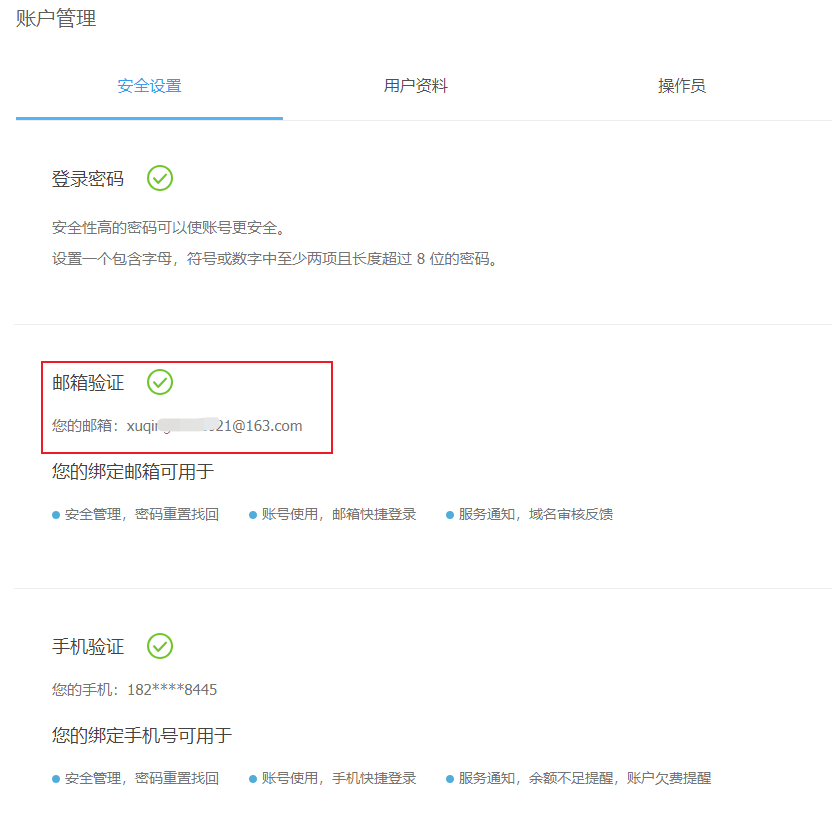 账户管理
安全设置 用户资料 操作员
登录密码
安全性高的密码可以使账号更安全。
设置一个包含字母，符号或数字中至少两项且长度超过 8 位的密码。
邮箱验证
您的邮箱：xuqin 21@163.com
您的绑定邮箱可用于
安全管理，密码重置找回 账号使用，邮箱快捷登录 服务通知，域名审核反馈
手机验证
您的手机：182****8445
您的绑定手机号可用于
安全管理，密码重置找回 账号使用，手机快捷登录 服务通知，余额不足提醒，账户欠费提醒